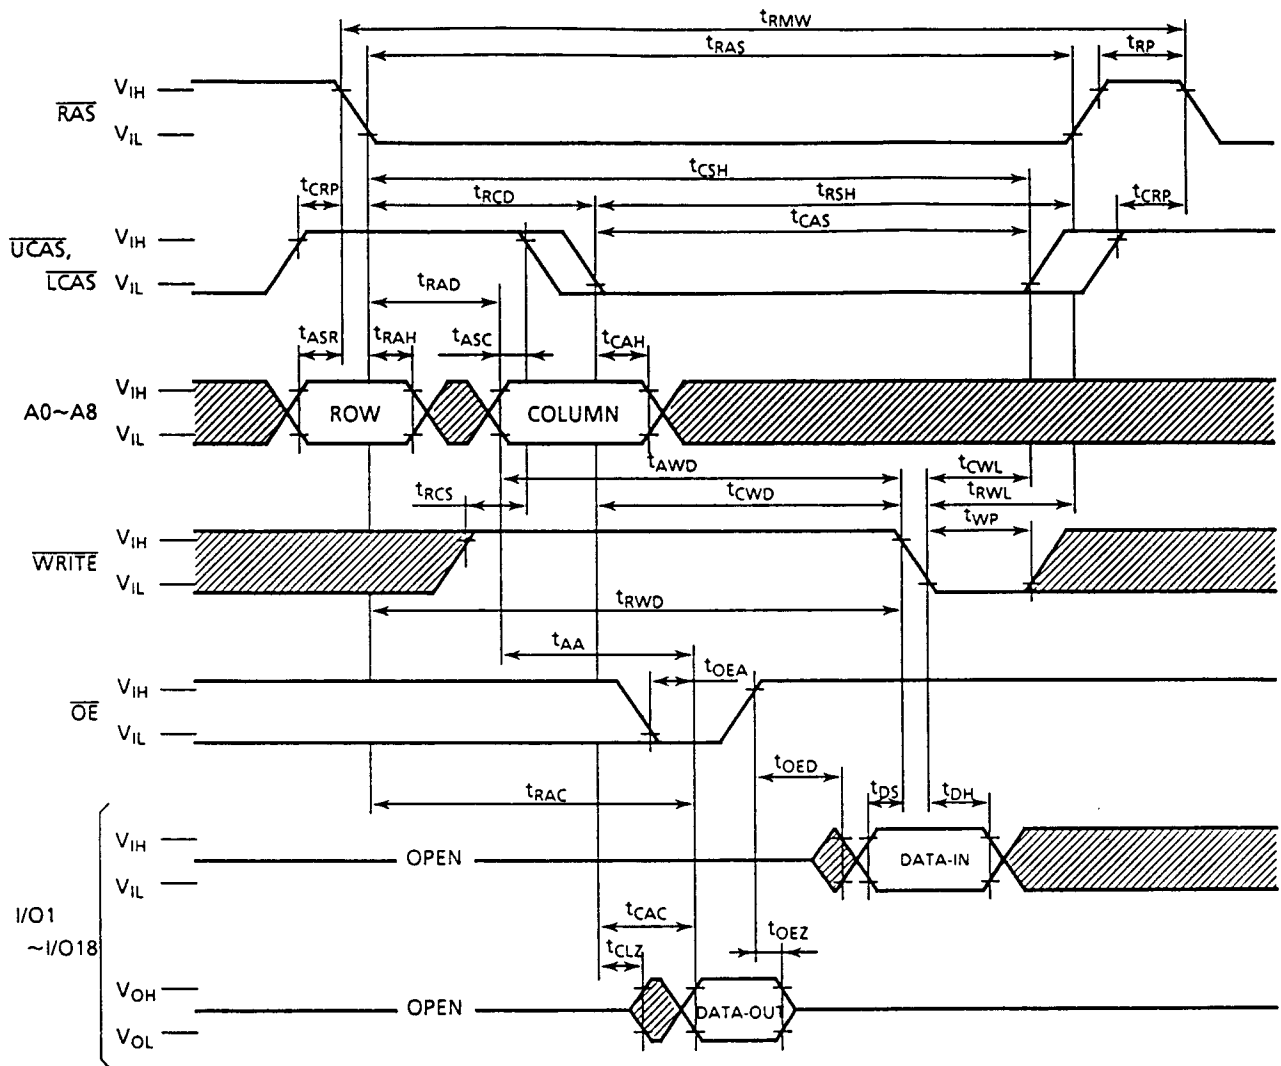 tRMW
tRAS
tRP
RAS
VIH
VIL
tCSH
tCRP
tRCD
tRSH
tCRP
tCAS
UCAS,
LCAS
VIH
VIL
tRAD
tASR
tRAH
tASC
tCAH
A0~A8
VIH
VIL
ROW
COLUMN
tAWD
tCWL
tRCS
tCWD
tRWL
tWP
WRITE
VIH
VIL
tRWD
tAA
tOEA
OE
VIH
VIL
tOED
tRAC
tDS
tDH
VIH
OPEN
DATA-IN
VIL
I/O1
~I/O18
tCAC
tOEZ
tCLZ
VOH
OPEN
DATA-OUT
VOL